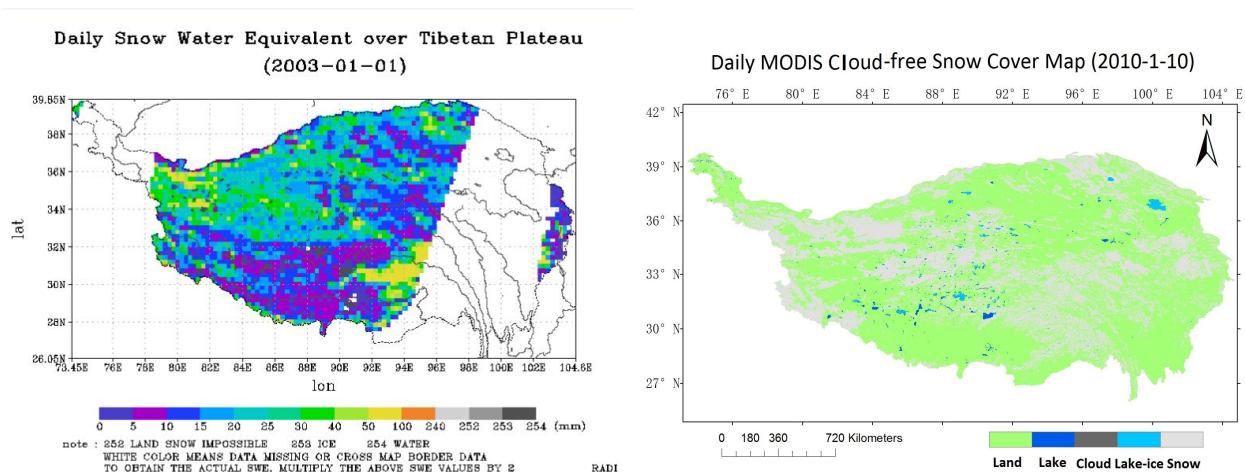 Daily Snow Water Equivalent over Tibetan Plateau
(2003-01-01)
39.65N
38N
36N
34N
32N
30N
28N
26.05N
lat
73.45E 76E 78E 80E 82E 84E 86E 88E 90E 92E 94E 96E 98E 100E 102E 104.6E
lon
0 5 10 15 20 25 30 40 50 100 240 252 253 254 (mm)
note : 252 LAND SNOW IMPOSSIBLE 253 ICE 254 WATER
WHITE COLOR MEANS DATA MISSING OR CROSS MAP BORDER DATA
TO OBTAIN THE ACTUAL SWE, MULTIPLY THE ABOVE SWE VALUES BY 2 RADI
Daily MODIS Cloud-free Snow Cover Map (2010-1-10)
76° E 80° E 84° E 88° E 92° E 96° E 100° E 104° E
42° N
39° N
36° N
33° N
30° N
27° N
N
0 180 360 720 Kilometers
Land Lake Cloud Lake-ice Snow